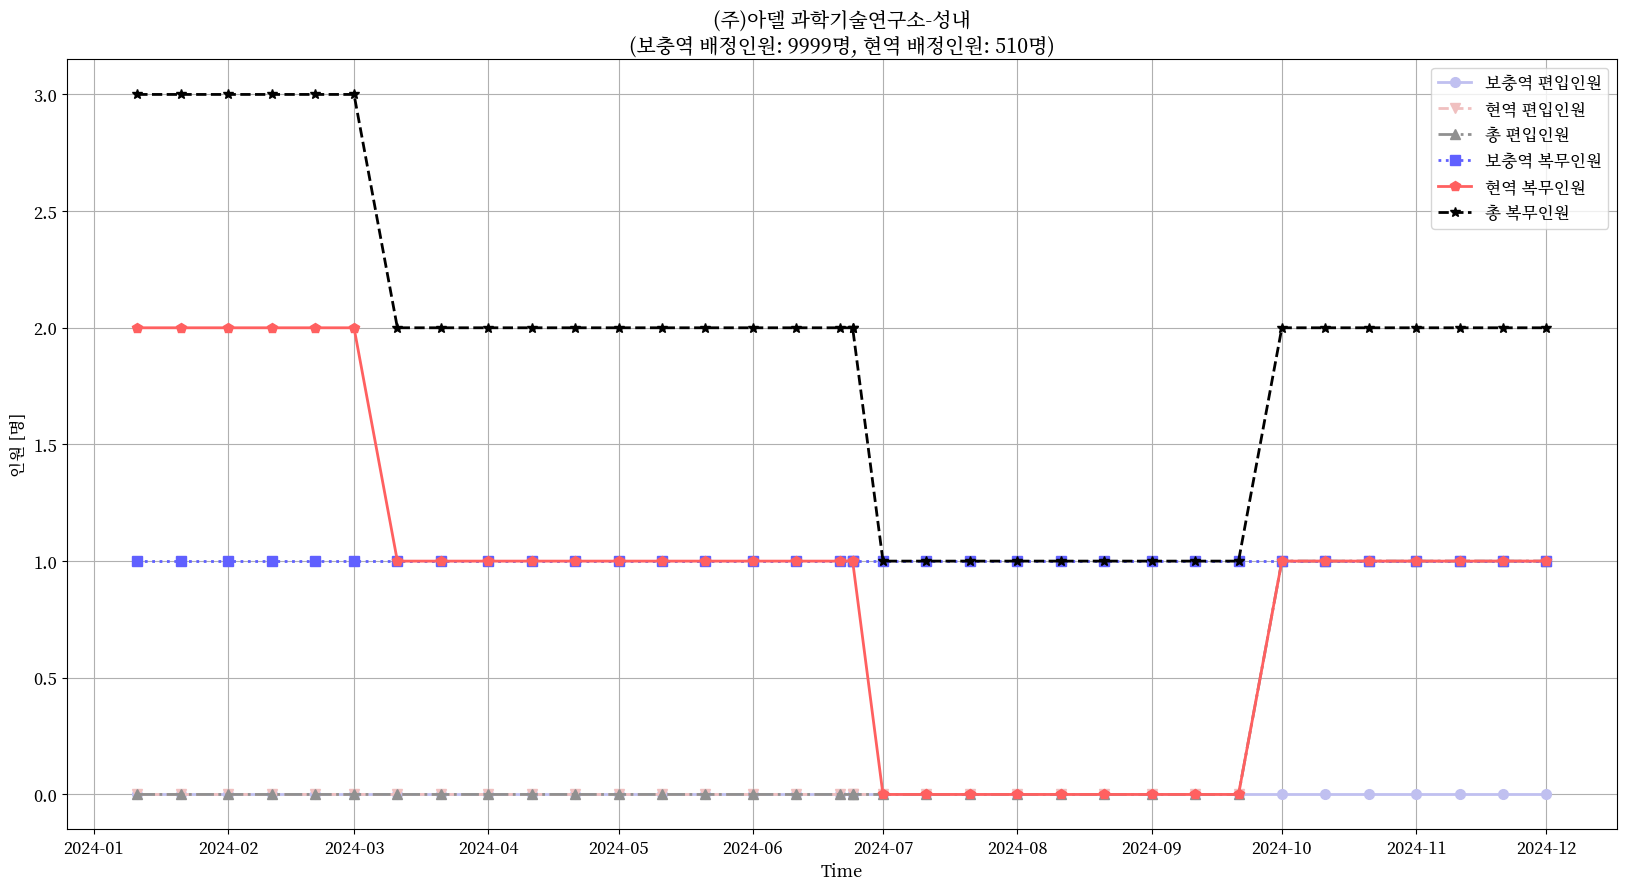 (주)아델 과학기술연구소-성내
(보충역 배정인원: 9999명, 현역 배정인원: 510명)
보충역 편입인원
현역 편입인원
총 편입인원
보충역 복무인원
현역 복무인원
총 복무인원
인원 [명]
3.0
2.5
2.0
1.5
1.0
0.5
0.0
2024-01
2024-02
2024-03
2024-04
2024-05
2024-06
2024-07
2024-08
2024-09
2024-10
2024-11
2024-12
Time